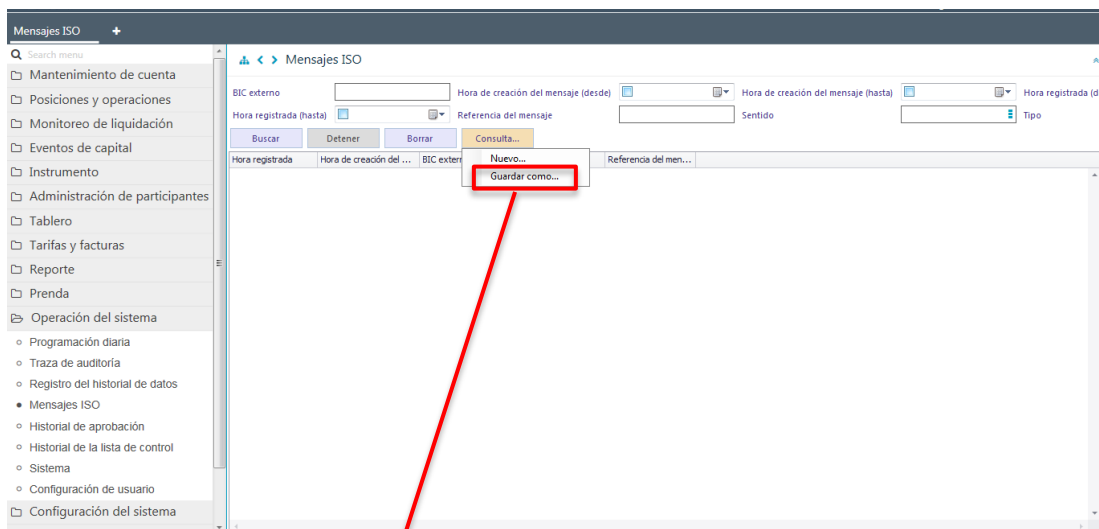 Mensajes ISO +
Search menu
Mantenimiento de cuenta
Posiciones y operaciones
Monitoreo de liquidación
Eventos de capital
Instrumento
Administración de participantes
Tablero
Tarifas y facturas
Reporte
Prenda
Operación del sistema
Programación diaria
Traza de auditoría
Registro del historial de datos
Mensajes ISO
Historial de aprobación
Historial de la lista de control
Sistema
Configuración de usuario
Configuración del sistema
Mensajes ISO
BIC externo Hora de creación del mensaje (desde) Hora de creación del mensaje (hasta) Hora registrada (d
Hora registrada (hasta) Referencia del mensaje Sentido Tipo
Buscar Detener Borrar Consulta...
Hora registrada Hora de creación del ... BIC extern Referencia del men...
Nuevo...
Guardar como...